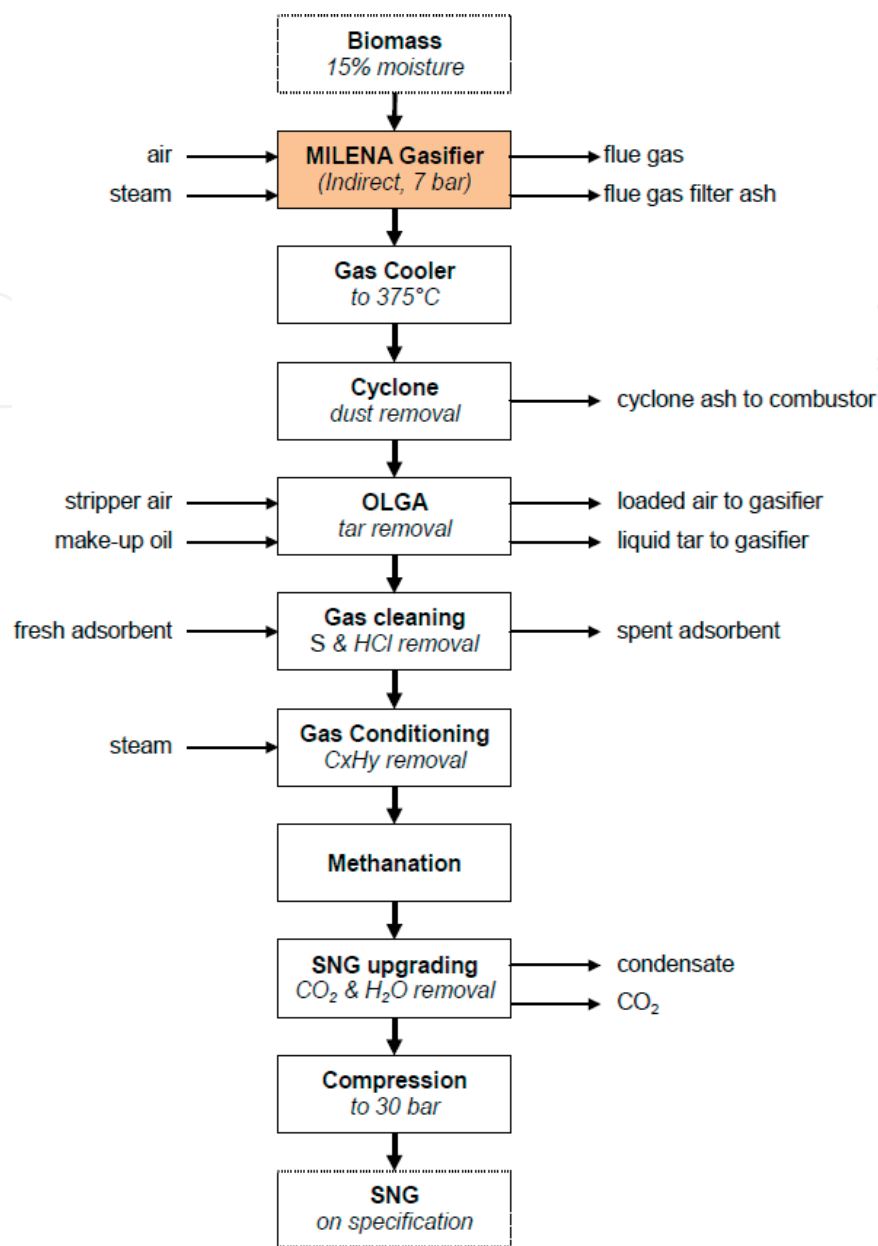 Biomass
15% moisture
air
MILENA Gasifier
flue gas
steam
(Indirect, 7 bar)
flue gas filter ash
Gas Cooler
to 375°C
Cyclone
dust removal
cyclone ash to combustor
stripper air
OLGA
loaded air to gasifier
make-up oil
tar removal
liquid tar to gasifier
fresh adsorbent
Gas cleaning
S & HCl removal
spent adsorbent
steam
Gas Conditioning
CxHy removal
Methanation
SNG upgrading
CO₂ & H₂O removal
condensate
CO₂
Compression
to 30 bar
SNG
on specification